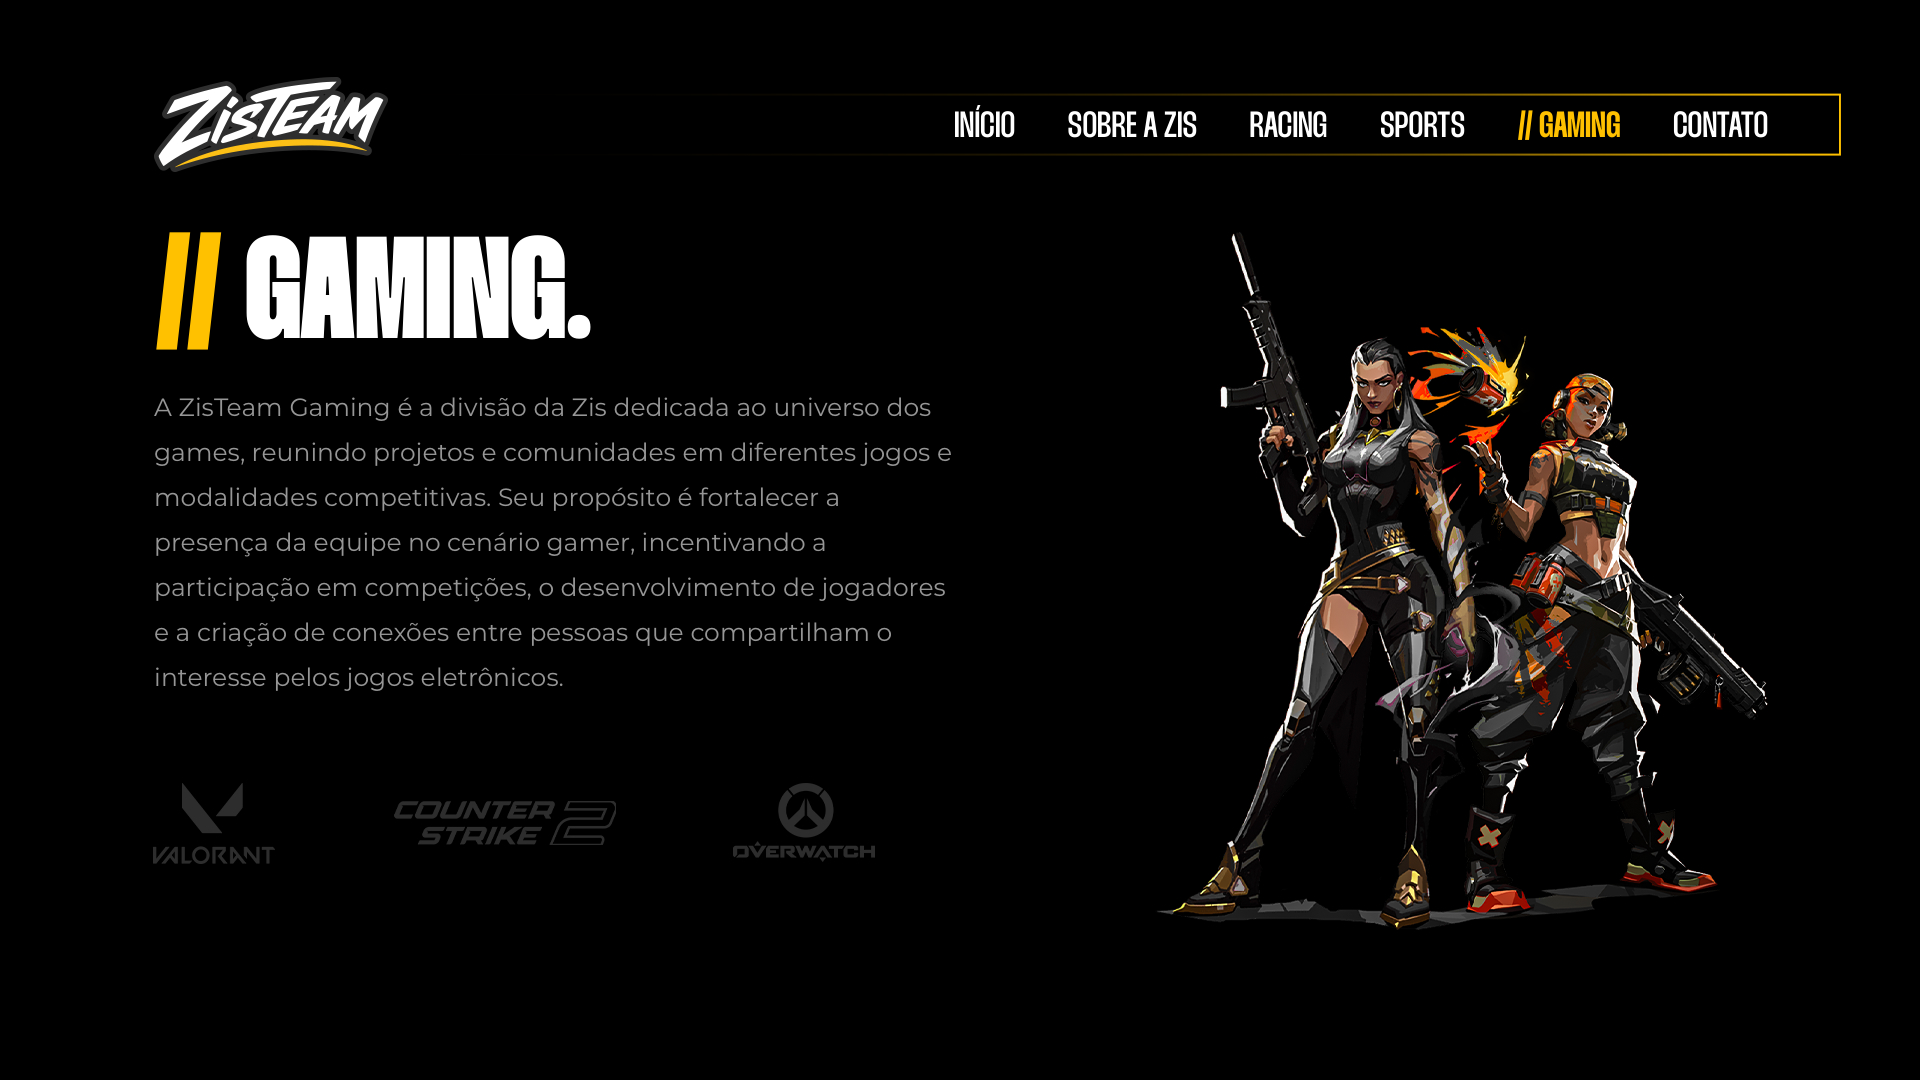 ZISTEAM
INÍCIO SOBRE A ZIS RACING SPORTS // GAMING CONTATO
// GAMING.
A ZisTeam Gaming é a divisão da Zis dedicada ao universo dos
games, reunindo projetos e comunidades em diferentes jogos e
modalidades competitivas. Seu propósito é fortalecer a
presença da equipe no cenário gamer, incentivando a
participação em competições, o desenvolvimento de jogadores
e a criação de conexões entre pessoas que compartilham o
interesse pelos jogos eletrônicos.
VALORANT
COUNTER
STRIKE 2
OVERWATCH